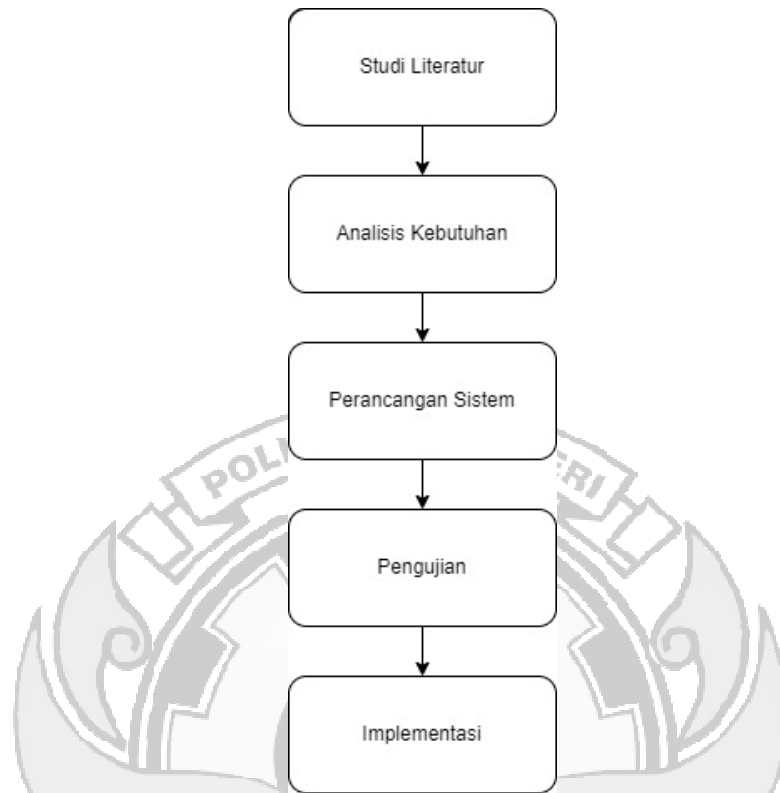 Studi Literatur
Analisis Kebutuhan
Perancangan Sistem
Pengujian
Implementasi